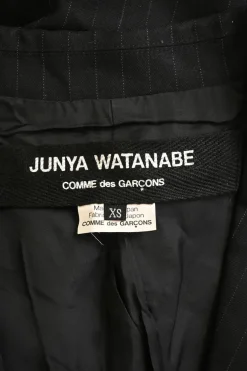 JUNYA WATANABE
COMME des GARÇONS
XS
COMME des GARÇONS